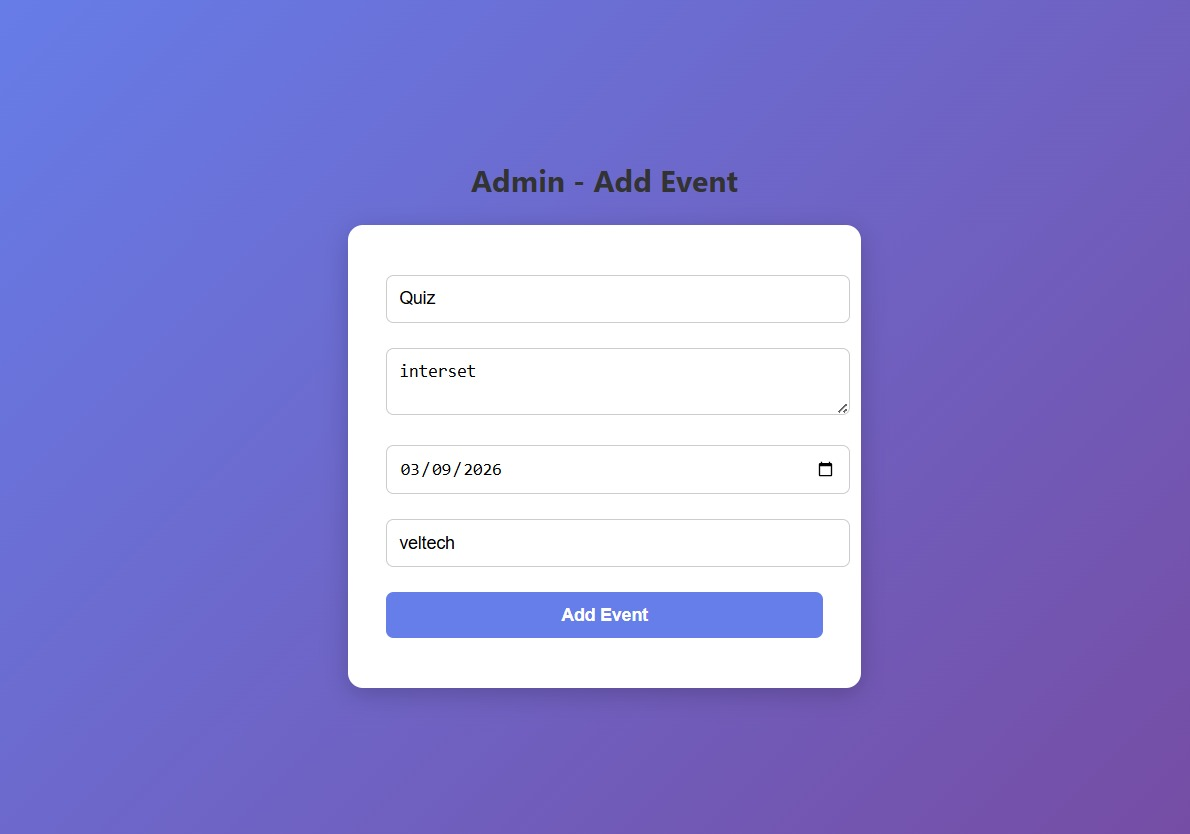 Admin - Add Event
Quiz
interset
03/09/2026
veltech
Add Event